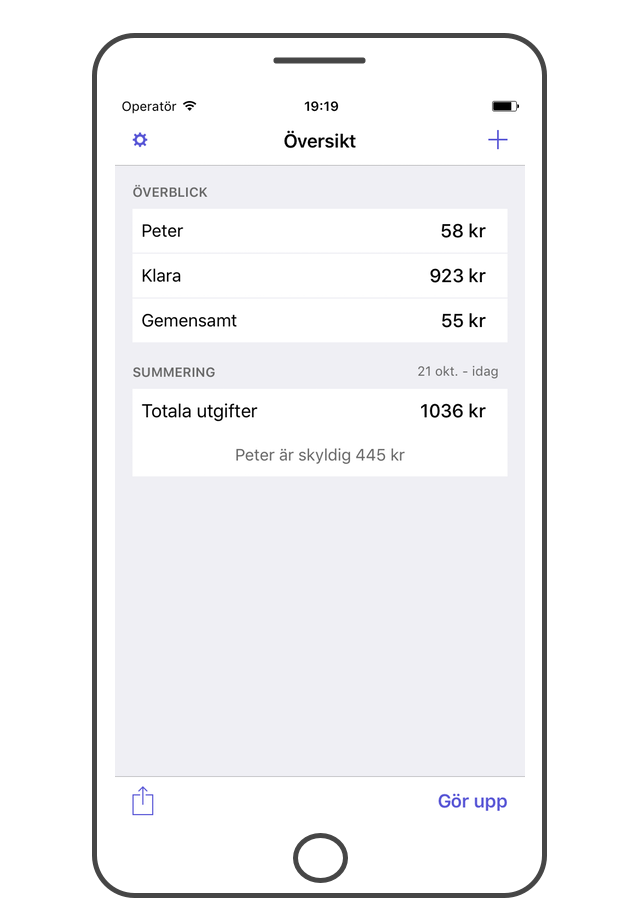 Operatör 19:19
Översikt
ÖVERBLICK
Peter 58 kr
Klara 923 kr
Gemensamt 55 kr
SUMMERING 21 okt. - idag
Totala utgifter 1036 kr
Peter är skyldig 445 kr
Gör upp